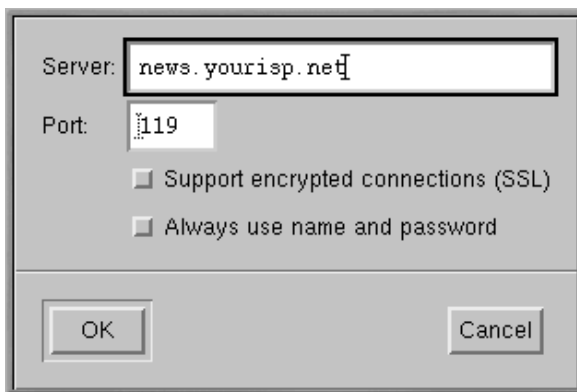 Server: news.yourisp.net
Port: 119
Support encrypted connections (SSL)
Always use name and password
OK Cancel